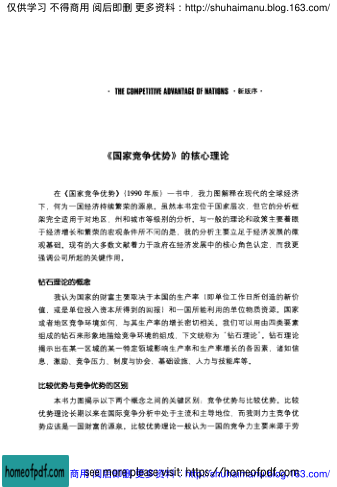 仅供学习 不得商用 阅后即删 更多资料：http://shuhaimanu.blog.163.com/
· THE COMPETITIVE ADVANTAGE OF NATIONS · 新版序 ·
《国家竞争优势》的核心理论
在《国家竞争优势》（1990 年版）一书中，我力图解释在现代的全球经济
下，何为一国经济持续繁荣的源泉。虽然本书定位于国家层次，但它的分析框
架完全适用于对地区、州和城市等级别的分析。与一般的理论和政策主要着眼
于经济增长和繁荣的宏观条件所不同的是，我的分析主要立足于经济发展的微
观基础。现有的大多数文献着力于政府在经济发展中的核心角色认定，而我更
强调公司所起的关键作用。
钻石理论的概念
我认为国家的财富主要取决于本国的生产率（即单位工作日所创造的新价
值，或是单位投入资本所得到的回报）和一国所能利用的单位物质资源。国家
或者地区竞争环境如何，与其生产率的增长密切相关。我们可以用由四类要素
组成的钻石来形象地描绘竞争环境的组成，下文统称为“钻石理论”。钻石理论
揭示出在某一区域的某一特定领域影响生产率和生产率增长的各因素，诸如信
息、激励、竞争压力、制度与协会、基础设施、人力与技能库等。
比较优势与竞争优势的区别
本书力图揭示以下两个概念之间的关键区别：竞争优势与比较优势。比较
优势理论长期以来在国际竞争分析中处于主流和主导地位，而我则力主竞争优
势应该是一国财富的源泉。比较优势理论一般认为一国的竞争力主要来源于劳
homeofpdf.com
see more please visit: https://homeofpdf.com